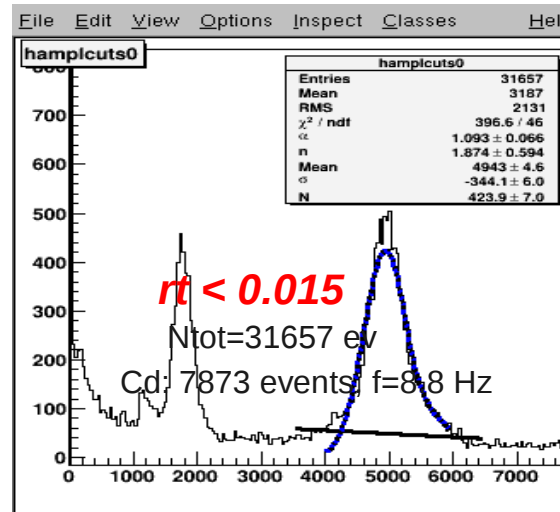 File Edit View Options Inspect Classes Hel
hamplcuts0
hamplcuts0
Entries 31657
Mean 3187
RMS 2131
χ² / ndf 396.6 / 46
α 1.093 ± 0.066
n 1.874 ± 0.594
Mean 4943 ± 4.6
σ -344.1 ± 6.0
N 423.9 ± 7.0
800
700
600
500
400
300
200
100
0
rt < 0.015
Ntot=31657 ev
Cd: 7873 events, f=8.8 Hz
0 1000 2000 3000 4000 5000 6000 7000